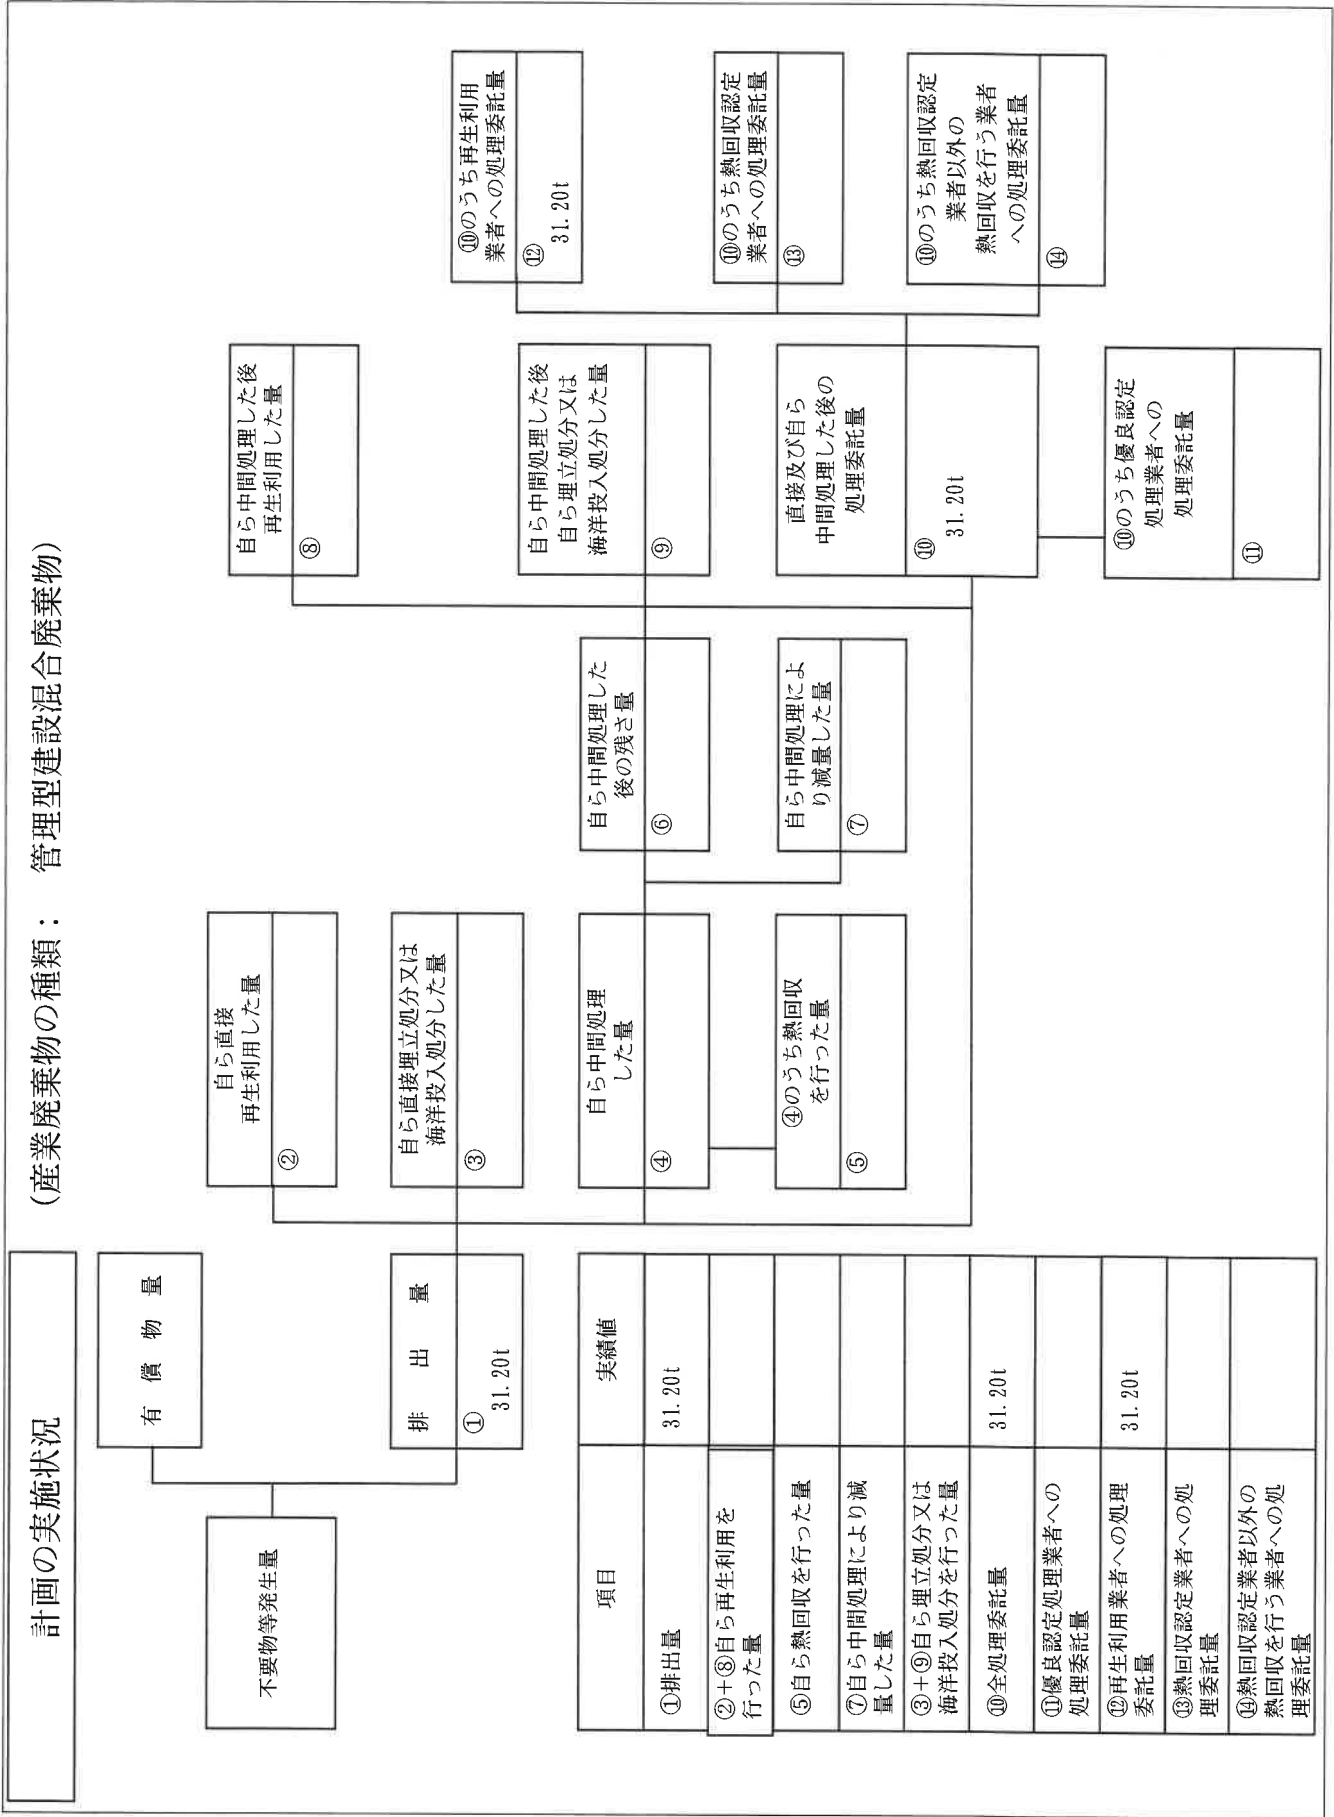 計画の実施状況
(産業廃棄物の種類： 管理型建設混合廃棄物)
不要物等発生量
有償物量
排出量
①
31.20t
自ら直接
再生利用した量
②
自ら直接埋立処分又は
海洋投入処分した量
③
自ら中間処理
した量
④
④のうち熱回収
を行った量
⑤
自ら中間処理した
後の残さ量
⑥
自ら中間処理によ
り減量した量
⑦
自ら中間処理した後
再生利用した量
⑧
自ら中間処理した後
自ら埋立処分又は
海洋投入処分した量
⑨
直接及び自ら
中間処理した後の
処理委託量
⑩
31.20t
⑩のうち優良認定
処理業者への
処理委託量
⑪
⑩のうち再生利用
業者への処理委託量
⑫
31.20t
⑩のうち熱回収認定
業者への処理委託量
⑬
⑩のうち熱回収認定
業者以外の
熱回収を行う業者
への処理委託量
⑭
項目 実績値
①排出量 31.20t
②+⑧自ら再生利用を
行った量
⑤自ら熱回収を行った量
⑦自ら中間処理により減
量した量
③+⑨自ら埋立処分又は
海洋投入処分を行った量
⑩全処理委託量 31.20t
⑪優良認定処理業者への
処理委託量
⑫再生利用業者への処理
委託量 31.20t
⑬熱回収認定業者への処
理委託量
⑭熱回収認定業者以外の
熱回収を行う業者への処
理委託量